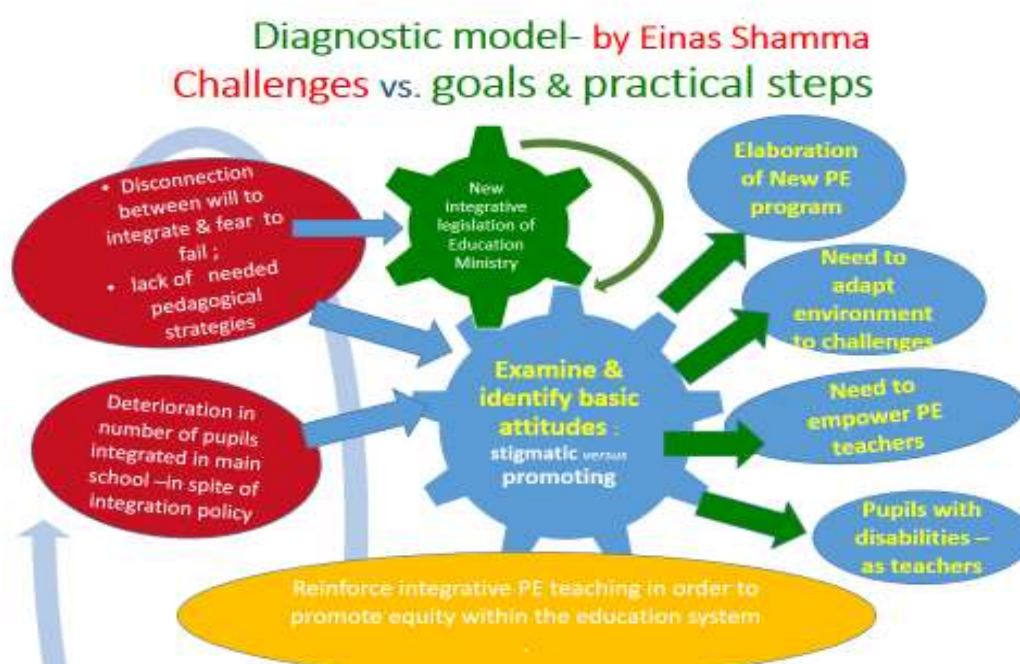 Diagnostic model- by Einas Shamma
Challenges vs. goals & practical steps
• Disconnection
between will to
integrate & fear to
fail ;
• lack of needed
pedagogical
strategies
Deterioration in
number of pupils
integrated in main
school –in spite of
integration policy
New
integrative
legislation of
Education
Ministry
Examine &
identify basic
attitudes :
stigmatic versus
promoting
Elaboration
of New PE
program
Need to
adapt
environment
to challenges
Need to
empower PE
teachers
Pupils with
disabilities –
as teachers
Reinforce integrative PE teaching in order to
promote equity within the education system
.